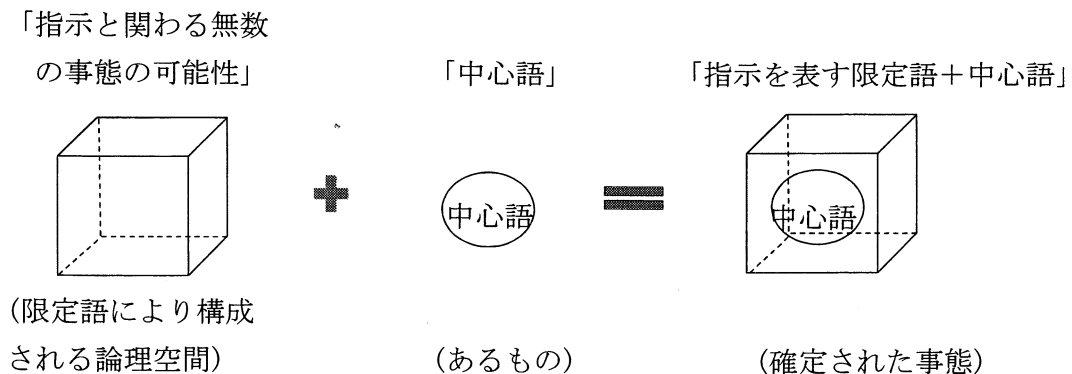 「指示と関わる無数
の事態の可能性」
「中心語」
「指示を表す限定語+中心語」
中心語
中心語
(限定語により構成
される論理空間)
(あるもの)
(確定された事態)